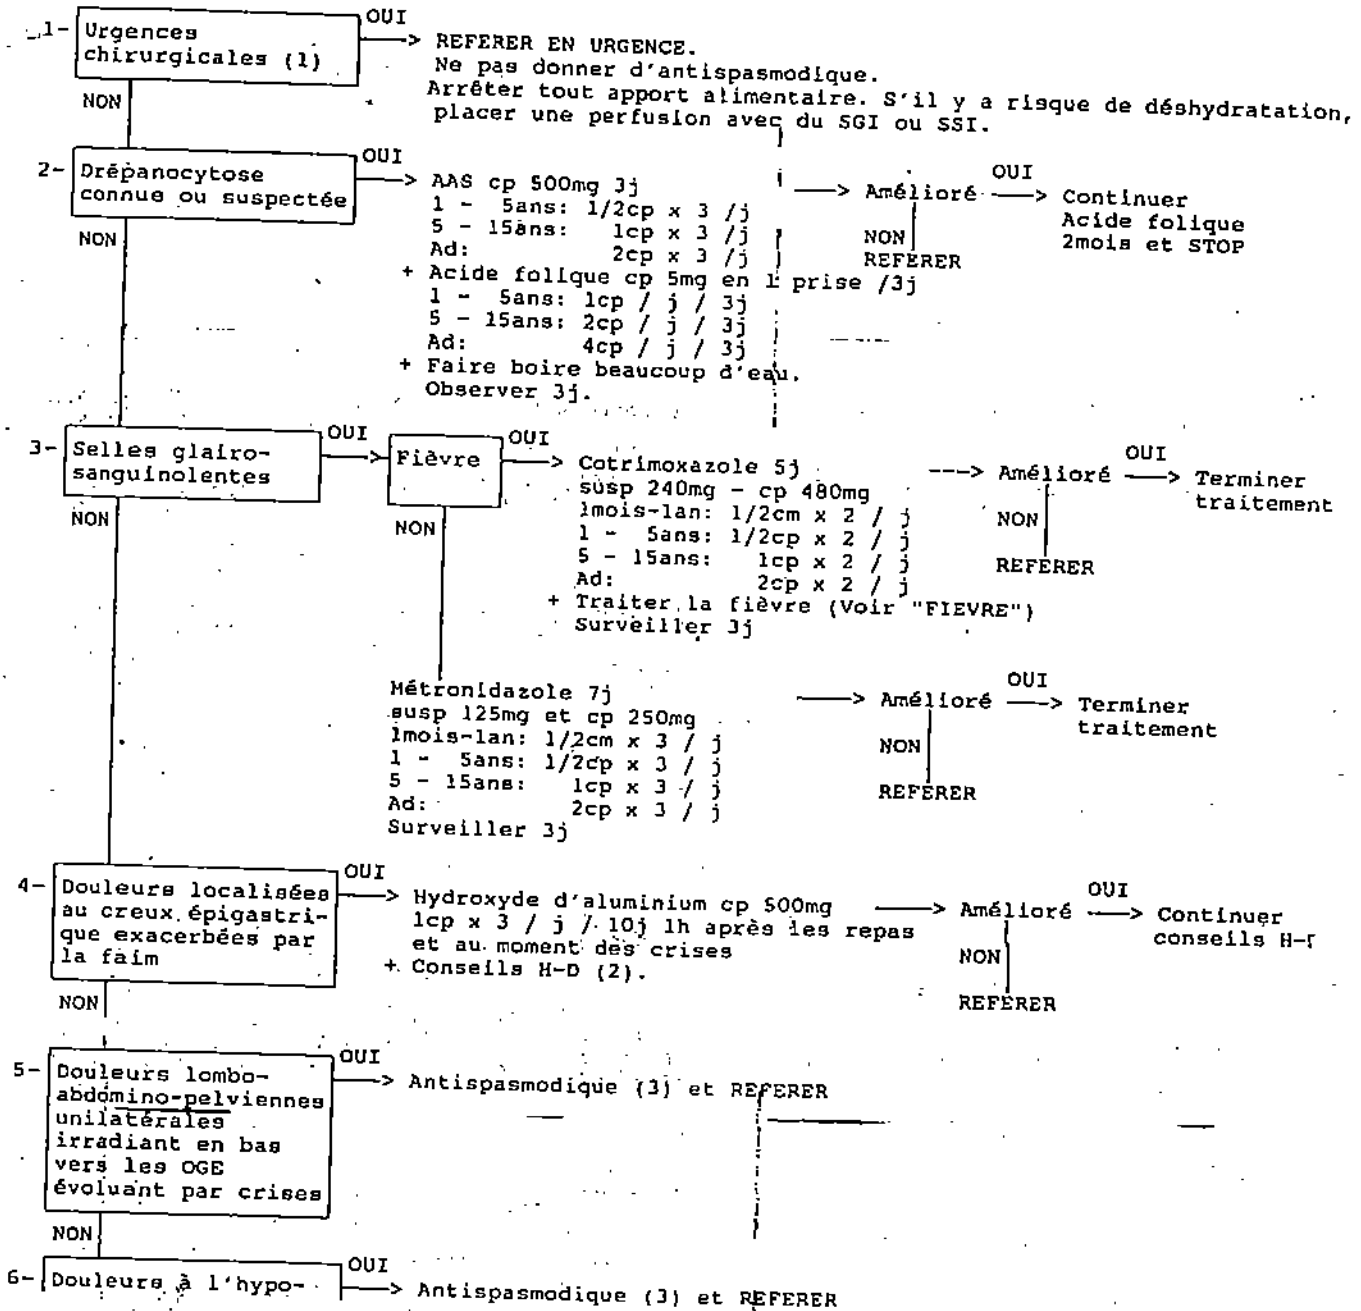 1- Urgences chirurgicales (1)
OUI
REFERER EN URGENCE.
Ne pas donner d'antispasmodique.
Arrêter tout apport alimentaire. S'il y a risque de déshydratation,
placer une perfusion avec du SGI ou SSI.
NON
2- Drépanocytose
connue ou suspectée
OUI
AAS cp 500mg 3j
1 - 5ans: 1/2cp x 3 /j
5 - 15ans: 1cp x 3 /j
Ad: 2cp x 3 /j
+ Acide folique cp 5mg en 1 prise /3j
1 - 5ans: 1cp / j / 3j
5 - 15ans: 2cp / j / 3j
Ad: 4cp / j / 3j
+ Faire boire beaucoup d'eau.
Observer 3j.
Amélioré
OUI
Continuer
Acide folique
2mois et STOP
NON
REFERER
NON
3- Selles glairo-
sanguinolentes
OUI
Fièvre
OUI
Cotrimoxazole 5j
susp 240mg - cp 480mg
1mois-1an: 1/2cm x 2 / j
1 - 5ans: 1/2cp x 2 / j
5 - 15ans: 1cp x 2 / j
Ad: 2cp x 2 / j
+ Traiter la fièvre (Voir "FIEVRE")
Surveiller 3j
Amélioré
OUI
Terminer
traitement
NON
REFERER
NON
Métronidazole 7j
susp 125mg et cp 250mg
1mois-1an: 1/2cm x 3 / j
1 - 5ans: 1/2cp x 3 / j
5 - 15ans: 1cp x 3 / j
Ad: 2cp x 3 / j
Surveiller 3j
Amélioré
OUI
Terminer
traitement
NON
REFERER
NON
4- Douleurs localisées
au creux épigastri-
que exacerbées par
la faim
OUI
Hydroxyde d'aluminium cp 500mg
1cp x 3 / j / 10j 1h après les repas
et au moment des crises
+ Conseils H-D (2).
Amélioré
OUI
Continuer
conseils H-
NON
REFERER
NON
5- Douleurs lombo-
abdomino-pelviennes
unilatérales
irradiant en bas
vers les OGE
évoluant par crises
OUI
Antispasmodique (3) et REFERER
NON
6- Douleurs à l'hypo-
OUI
Antispasmodique (3) et REFERER